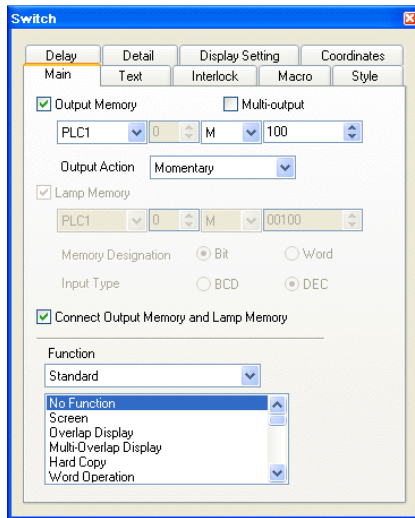 Switch
Delay Detail Display Setting Coordinates
Main Text Interlock Macro Style
Output Memory Multi-output
PLC1 0 M 100
Output Action Momentary
Lamp Memory
PLC1 0 M 00100
Memory Designation Bit Word
Input Type BCD DEC
Connect Output Memory and Lamp Memory
Function
Standard
No Function
Screen
Overlap Display
Multi-Overlap Display
Hard Copy
Word Operation